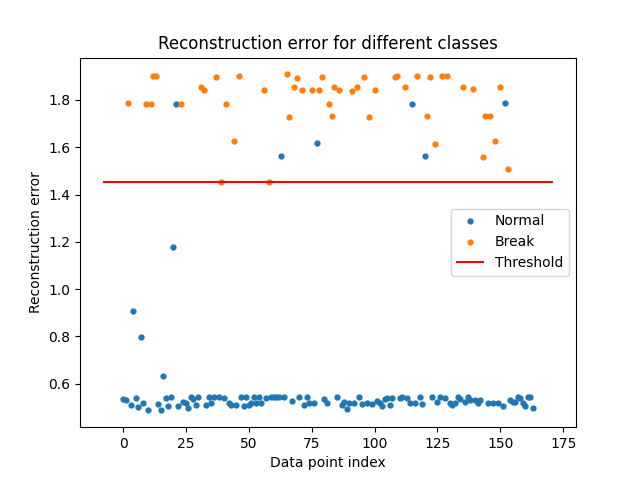 Reconstruction error for different classes
Reconstruction error
1.8
1.6
1.4
1.2
1.0
0.8
0.6
Normal
Break
Threshold
0 25 50 75 100 125 150 175
Data point index